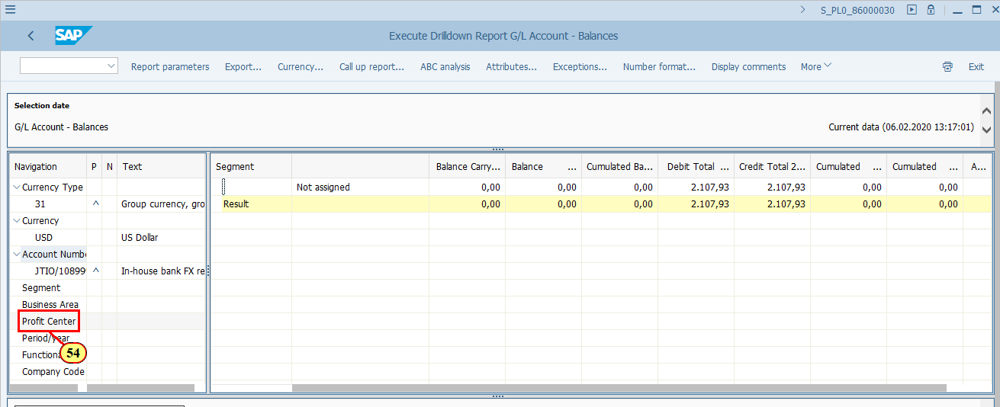 S_PL0_86000030
SAP Execute Drilldown Report G/L Account - Balances
Report parameters Export... Currency... Call up report... ABC analysis Attributes... Exceptions... Number format... Display comments More Exit
Selection date
G/L Account - Balances Current data (06.02.2020 13:17:01)
Navigation P N Text Segment Balance Carry... Balance ... Cumulated Ba... Debit Total ... Credit Total 2... Cumulated ... Cumulated ... A...
Currency Type Not assigned 0,00 0,00 0,00 2.107,93 2.107,93 0,00 0,00
31 Group currency, gro Result 0,00 0,00 0,00 2.107,93 2.107,93 0,00 0,00
Currency
USD US Dollar
Account Numbe
JTIO/108999 In-house bank FX re
Segment
Business Area
Profit Center
Period/year
Functiona 54
Company Code